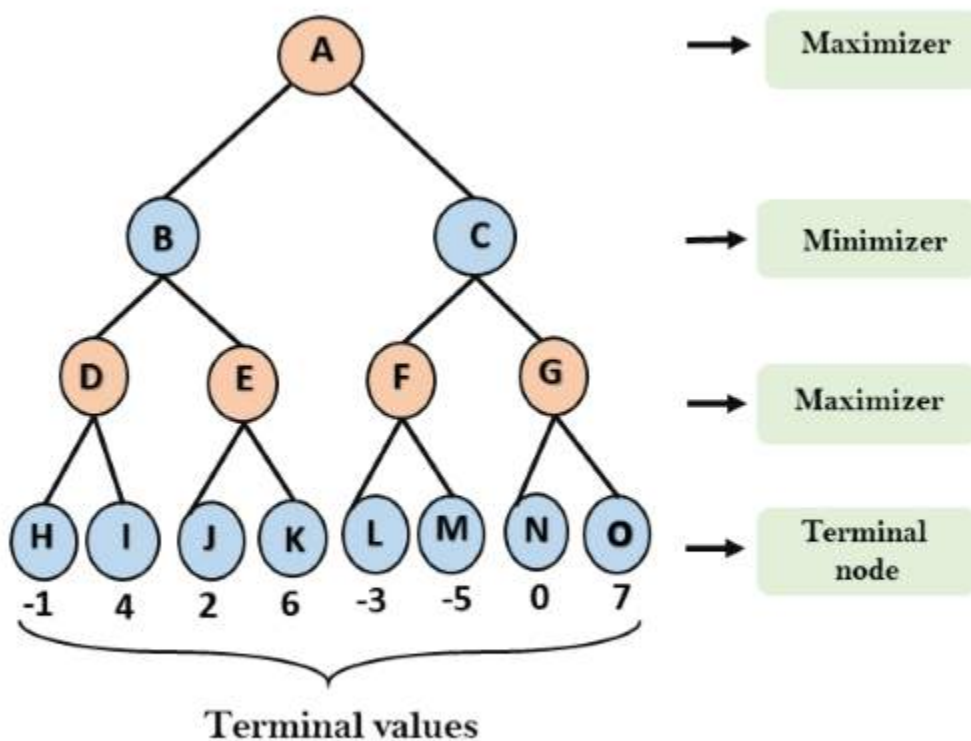 A
Maximizer
B
C
Minimizer
D
E
F
G
Maximizer
H
I
J
K
L
M
N
O
Terminal
node
-1
4
2
6
-3
-5
0
7
Terminal values